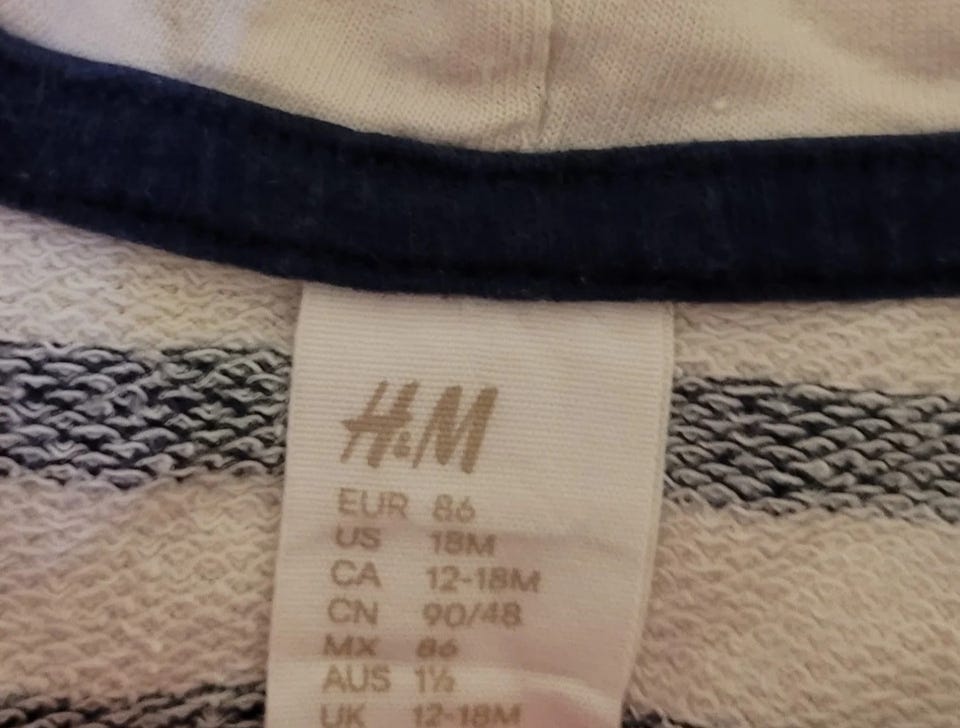 H&M
EUR 86
US 18M
CA 12-18M
CN 90/48
MX 86
AUS 1½
UK 12-18M